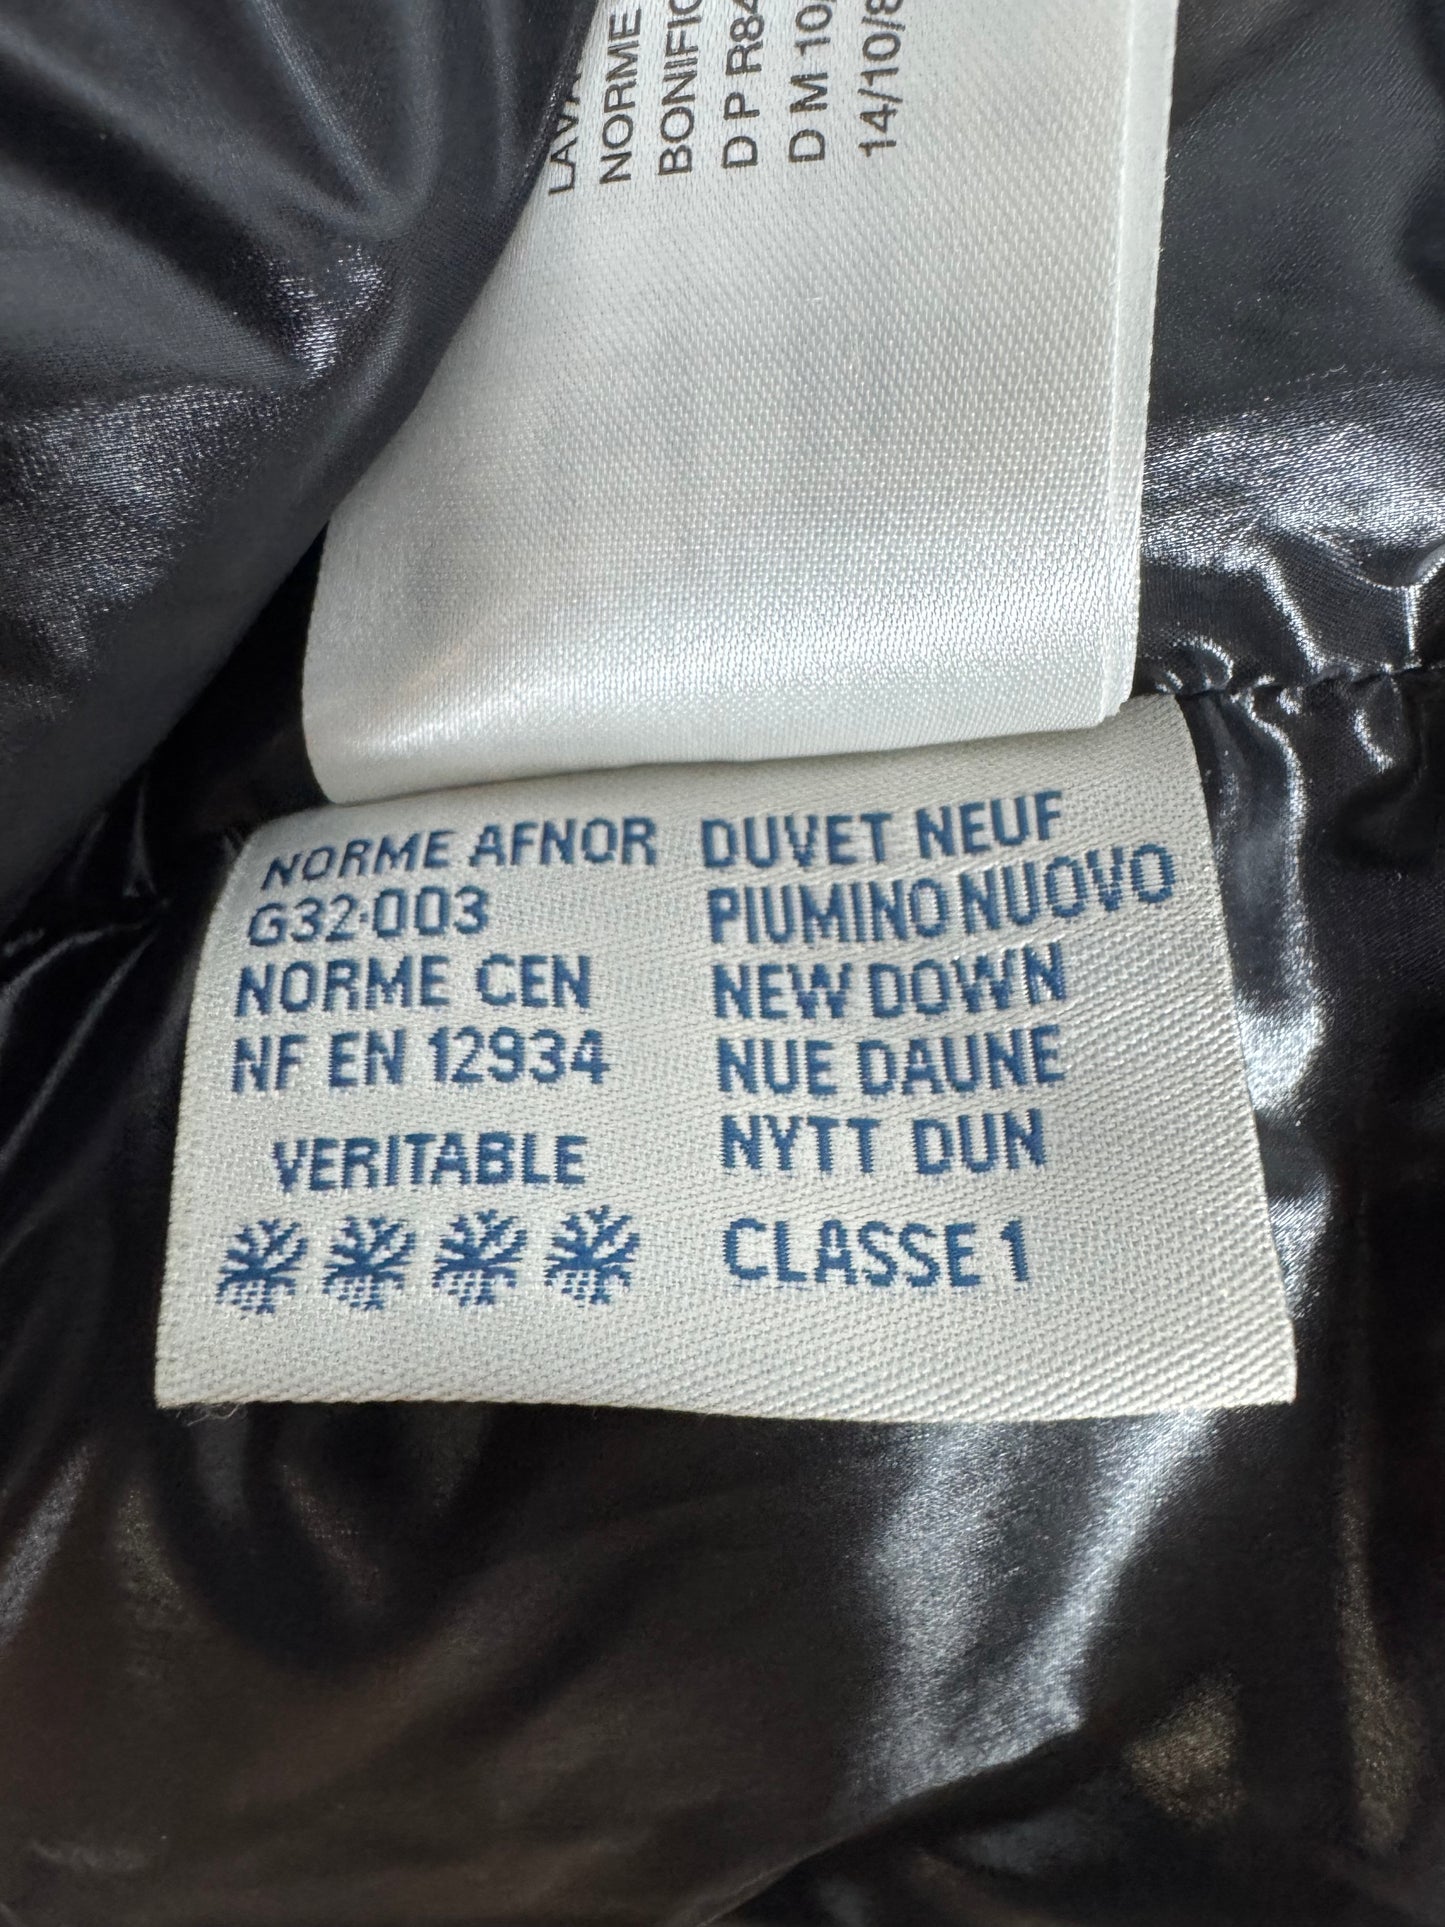 NORME
D P R84
D M 10/
14/10/8
NORME AFNOR
G32-003
NORME CEN
NF EN 12934
VERITABLE
DUVET NEUF
PIUMINO NUOVO
NEW DOWN
NUE DAUNE
NYTT DUN
CLASSE 1